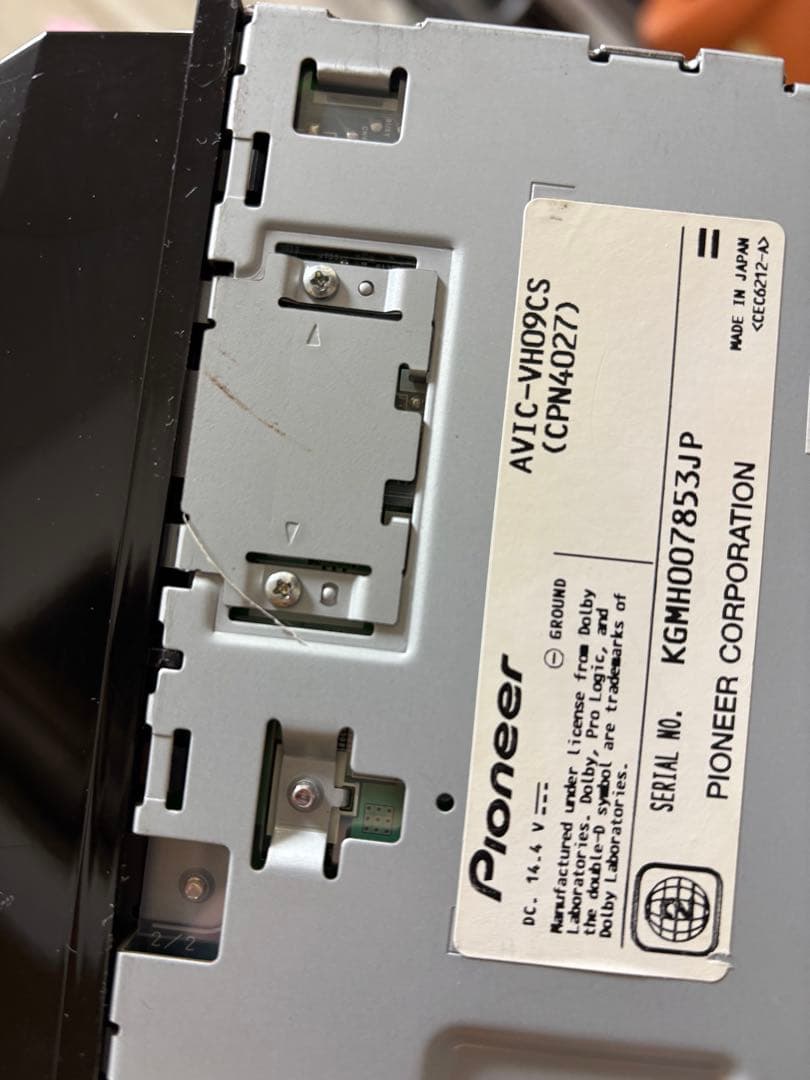 Pioneer
AVIC-VH09CS
(CPN4027)
DC. 14.4 V ⎓ ⊖ GROUND
Manufactured under license from Dolby
Laboratories. Dolby, Pro Logic, and
the double-D symbol are trademarks of
Dolby Laboratories.
SERIAL NO. KGMH007853JP
PIONEER CORPORATION
MADE IN JAPAN
<CEC6212-A>
2
2/2